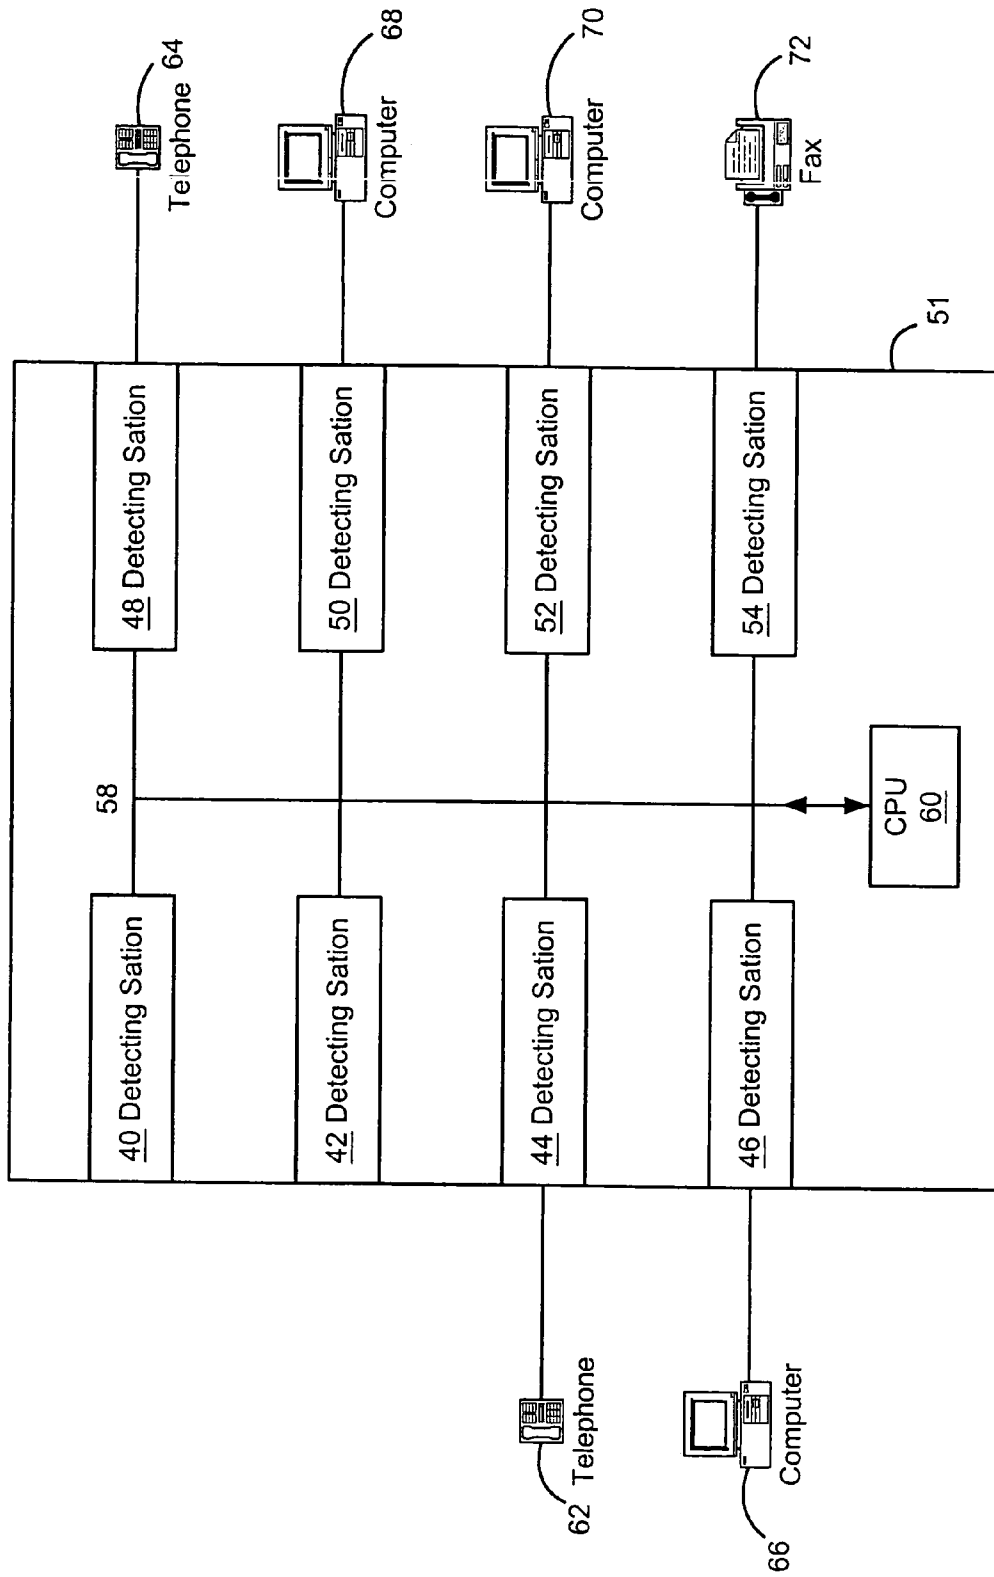 Telephone
64
Computer
68
Computer
70
Fax
72
48 Detecting Sation
50 Detecting Sation
52 Detecting Sation
54 Detecting Sation
51
58
CPU
60
40 Detecting Sation
42 Detecting Sation
44 Detecting Sation
46 Detecting Sation
62
Telephone
66
Computer